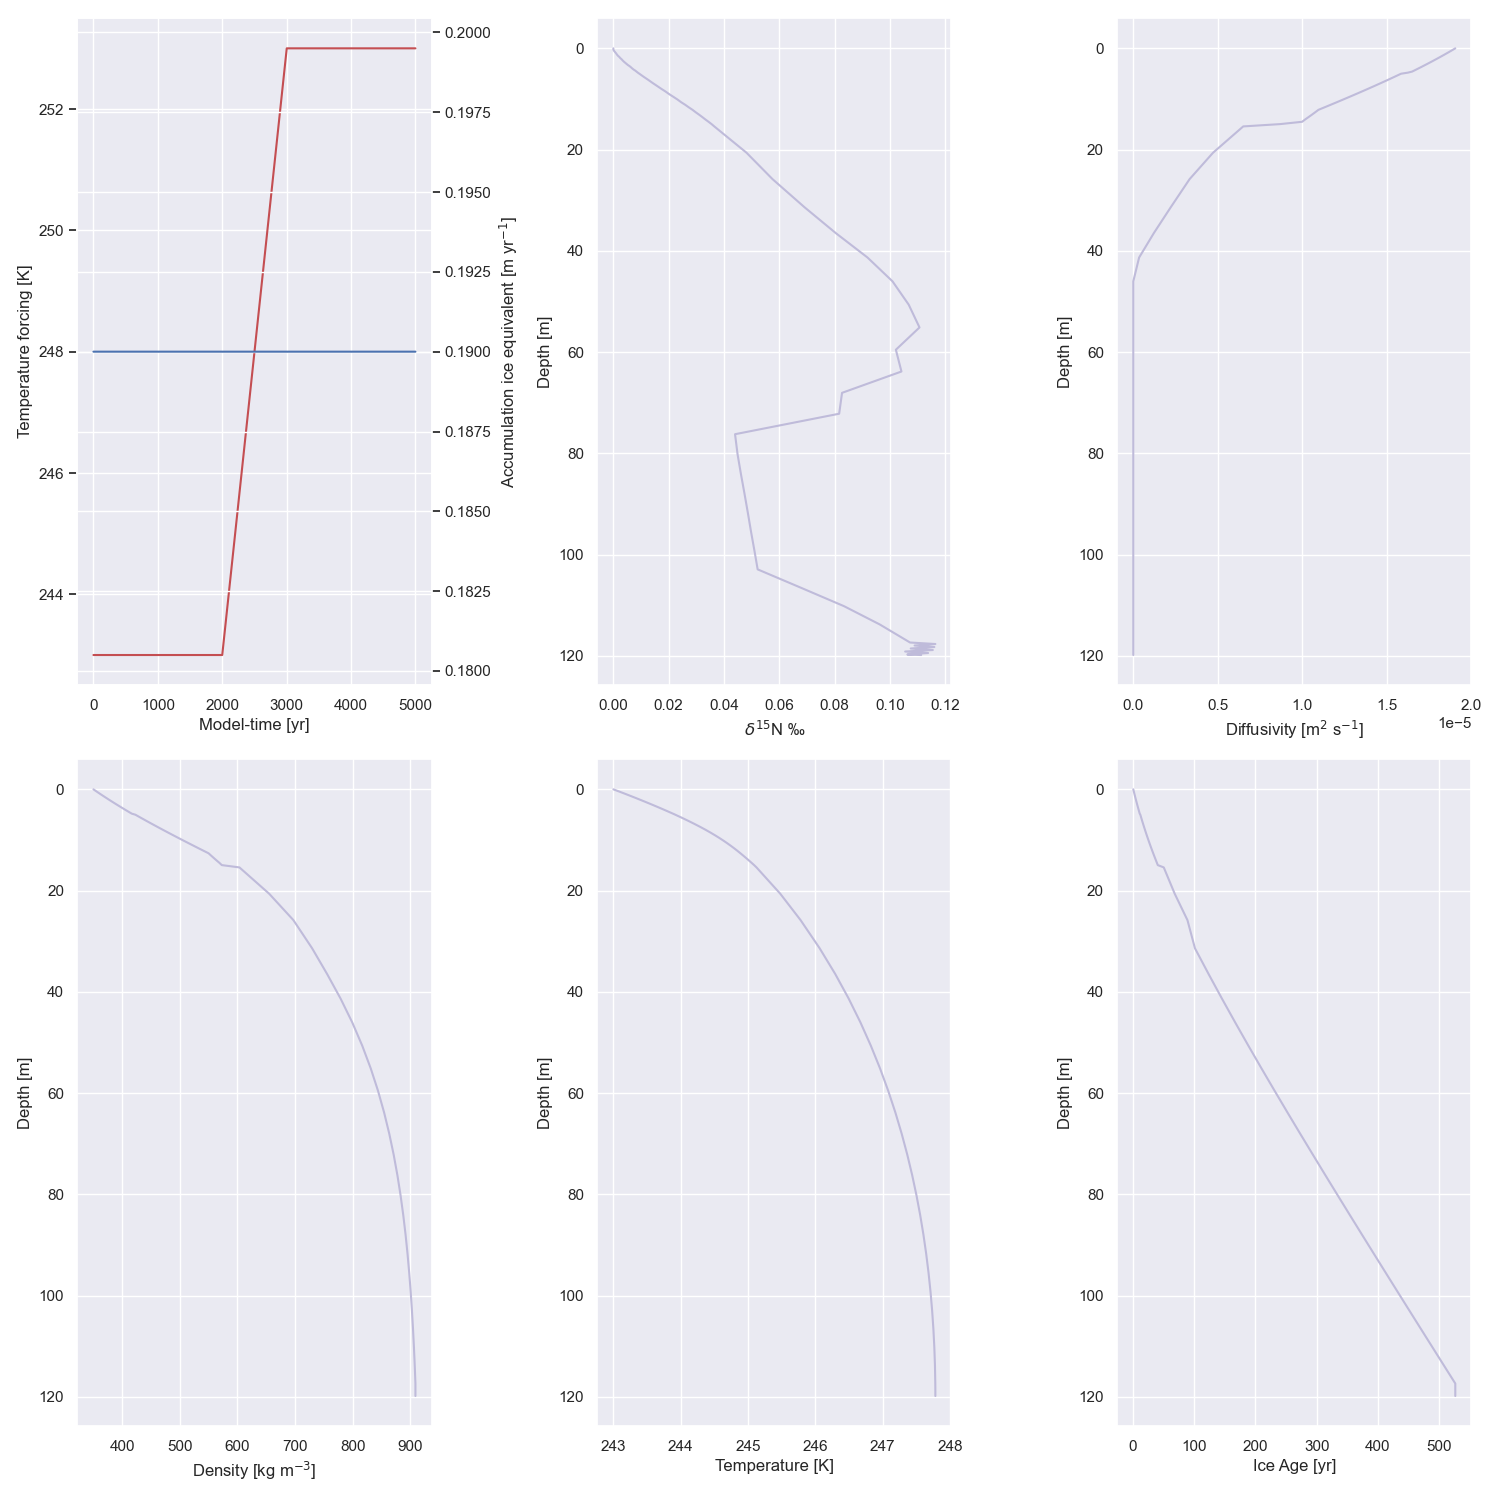 252
250
248
246
244
Temperature forcing [K]
0.2000
0.1975
0.1950
0.1925
0.1900
0.1875
0.1850
0.1825
0.1800
Accumulation ice equivalent [m yr⁻¹]
0 1000 2000 3000 4000 5000
Model-time [yr]
0
20
40
60
80
100
120
Depth [m]
0.00 0.02 0.04 0.06 0.08 0.10 0.12
δ¹⁵N ‰
0
20
40
60
80
100
120
Depth [m]
0.0 0.5 1.0 1.5 2.0
1e−5
Diffusivity [m² s⁻¹]
0
20
40
60
80
100
120
Depth [m]
400 500 600 700 800 900
Density [kg m⁻³]
0
20
40
60
80
100
120
Depth [m]
243 244 245 246 247 248
Temperature [K]
0
20
40
60
80
100
120
Depth [m]
0 100 200 300 400 500
Ice Age [yr]